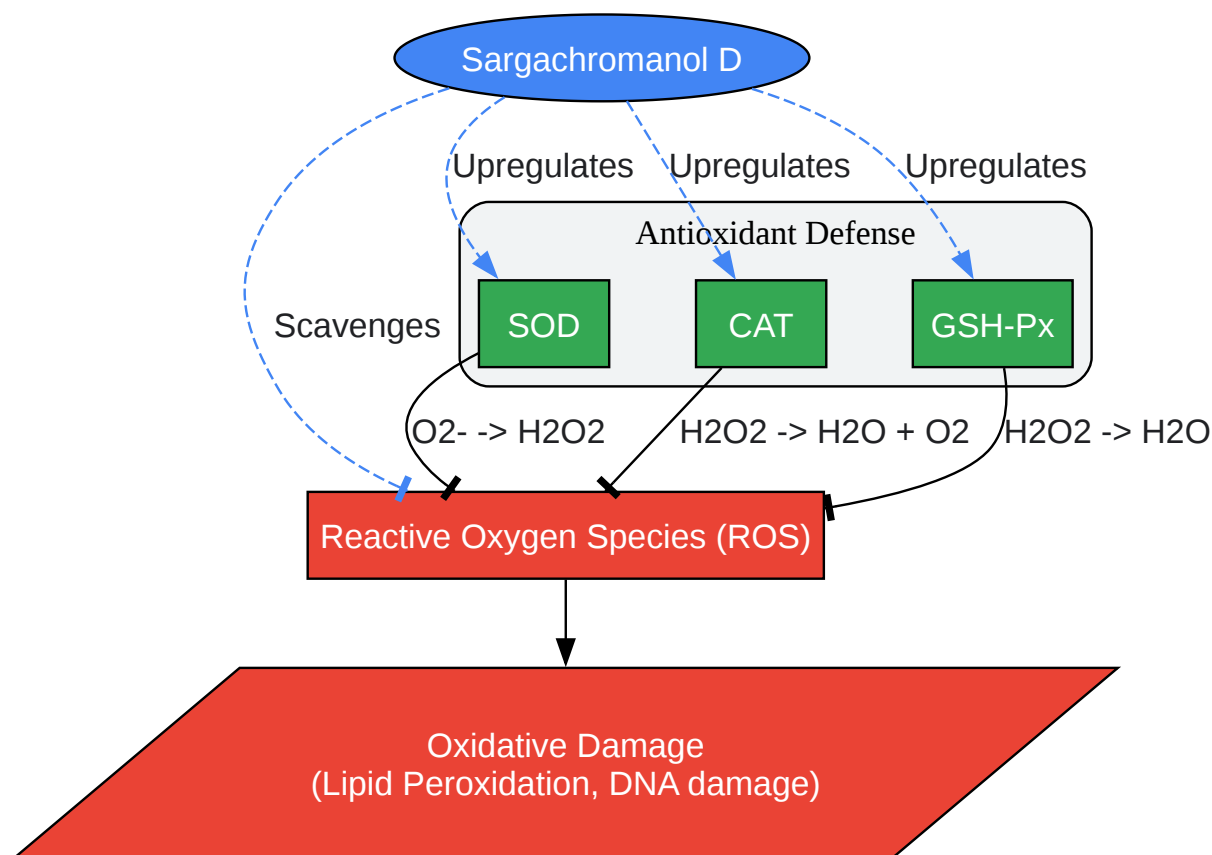 Sargachromanol D
Upregulates
Upregulates
Upregulates
Antioxidant Defense
Scavenges
SOD
CAT
GSH-Px
O2- -> H2O2
H2O2 -> H2O + O2
H2O2 -> H2O
Reactive Oxygen Species (ROS)
Oxidative Damage
(Lipid Peroxidation, DNA damage)